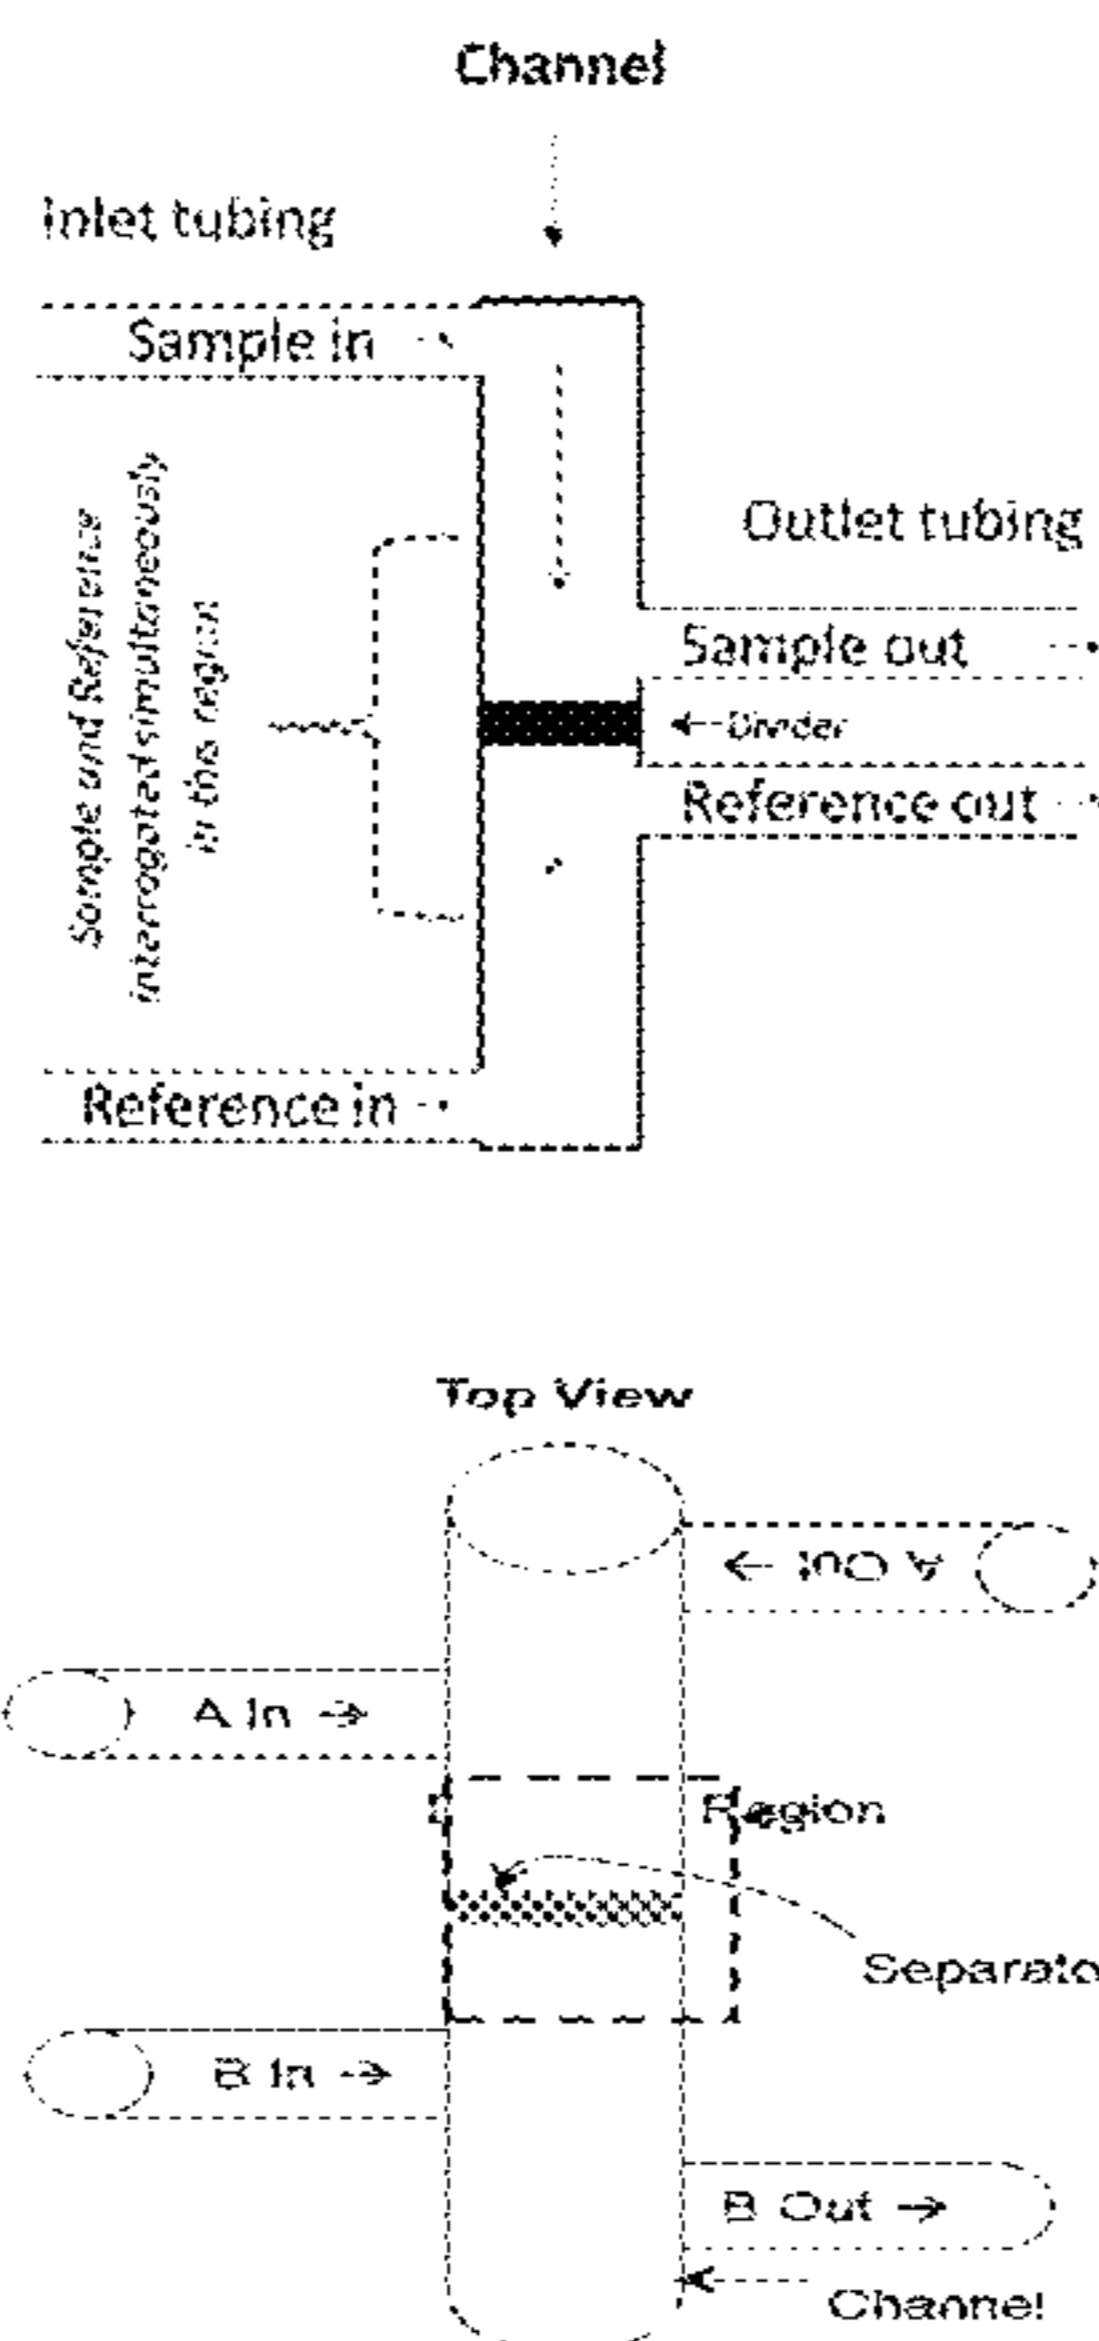 Channel
Inlet tubing
Sample in
Outlet tubing
Sample and Reference
interrogated simultaneously
in this region
Sample out
Divider
Reference out
Reference in
Top View
A Out
A In
Region
Separato
B In
B Out
Channel